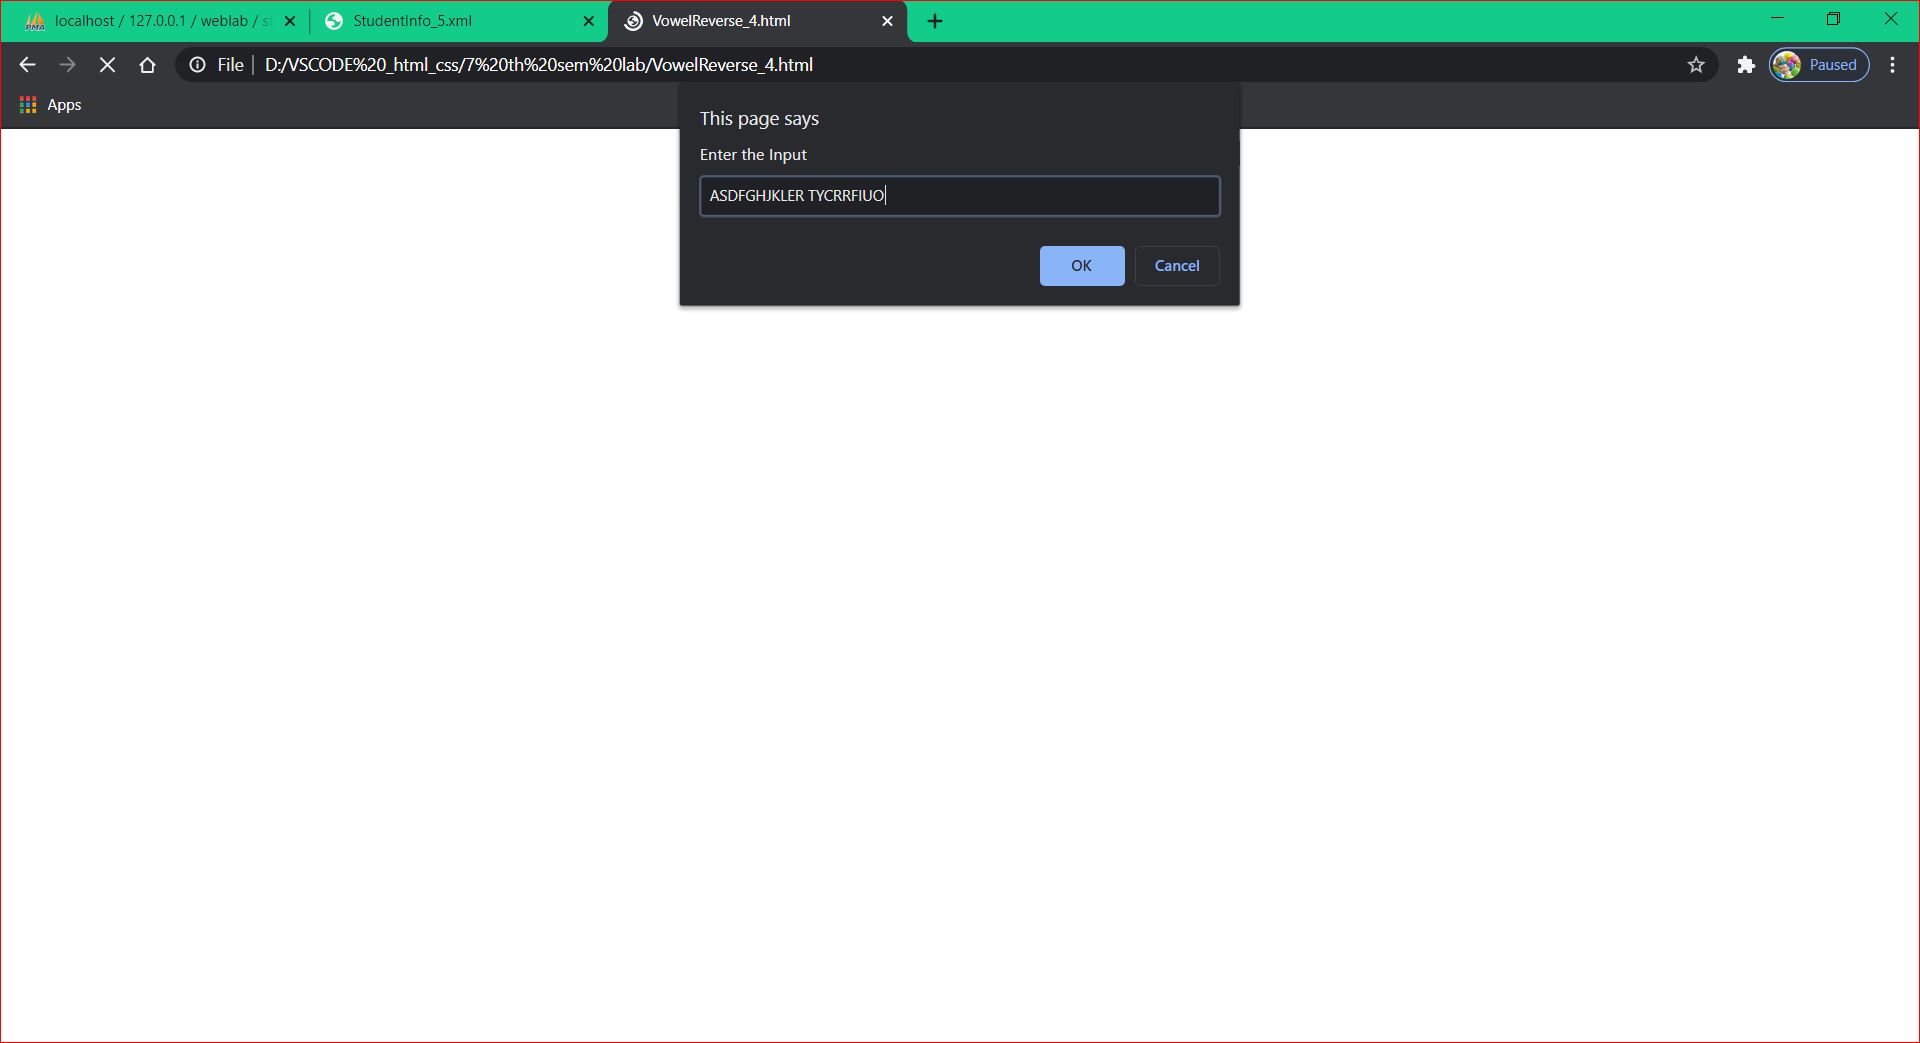 PMA localhost / 127.0.0.1 / weblab / st
StudentInfo_5.xml
VowelReverse_4.html
File
D:/VSCODE%20_html_css/7%20th%20sem%20lab/VowelReverse_4.html
Paused
Apps
This page says
Enter the Input
ASDFGHJKLER TYCRRFIUO
OK
Cancel